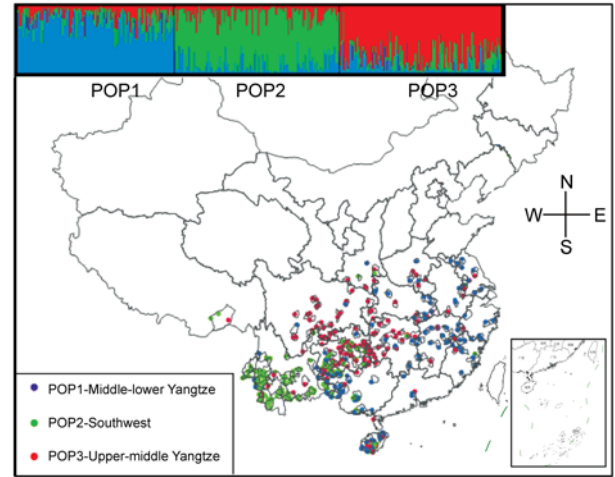 POP1 POP2 POP3
N
W E
S
POP1-Middle-lower Yangtze
POP2-Southwest
POP3-Upper-middle Yangtze